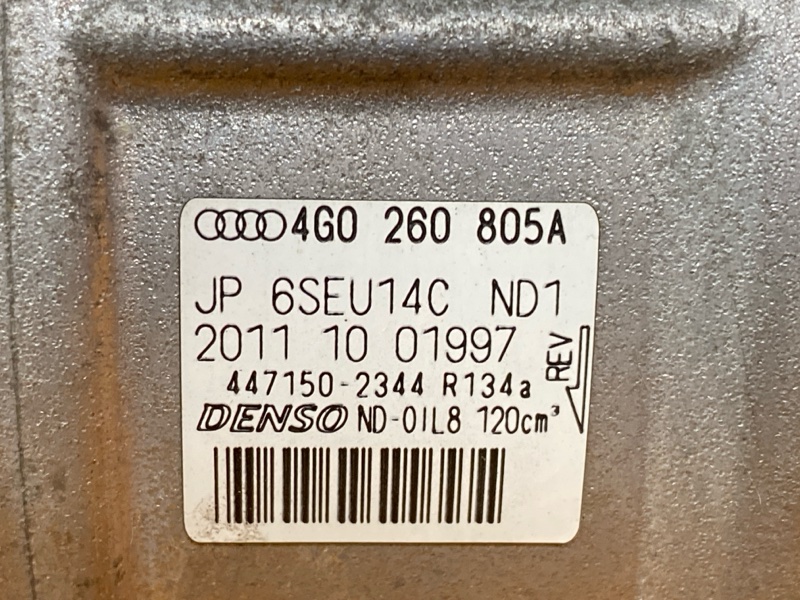 4G0 260 805A
JP 6SEU14C ND1
2011 10 01997
REV
447150-2344 R134a
DENSO ND-OIL8 120cm³